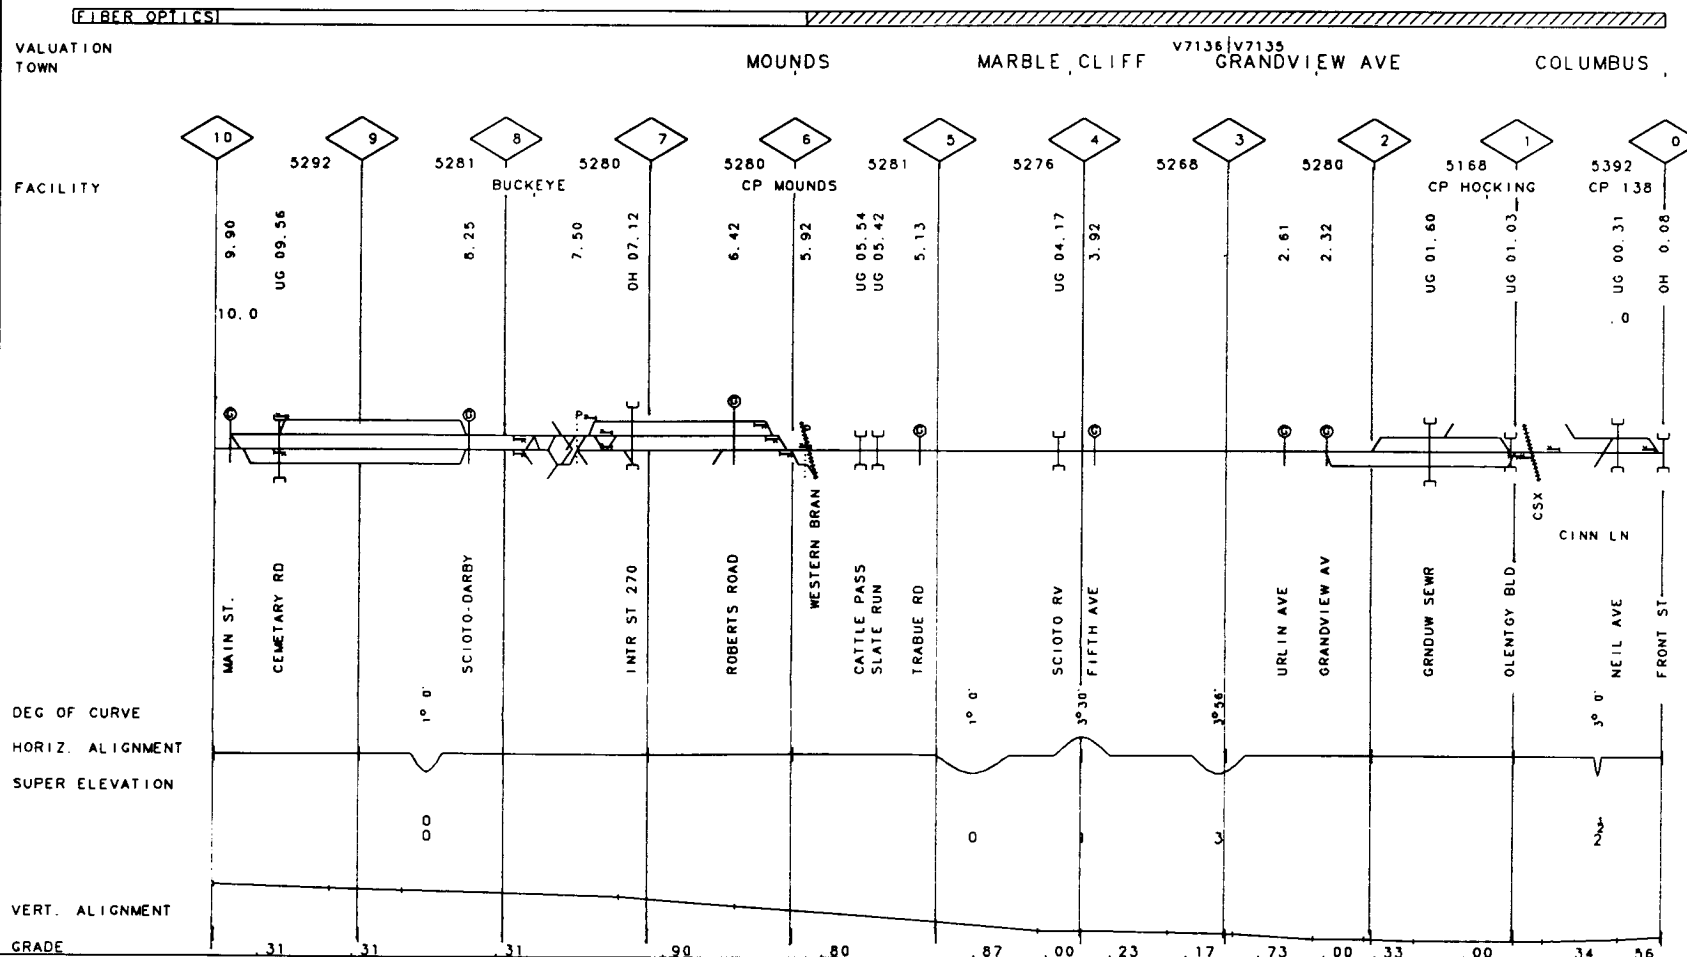 FIBER OPTICS
VALUATION V7136 V7135
TOWN MOUNDS MARBLE CLIFF GRANDVIEW AVE COLUMBUS
10 9 8 7 6 5 4 3 2 1 0
5292 5281 5280 5280 5281 5276 5268 5280 5168 5392
FACILITY BUCKEYE CP MOUNDS CP HOCKING CP 138
9.90
UG 09.56
8.25
7.50
OH 07.12
6.42
5.92
UG 05.54
UG 05.42
5.13
UG 04.17
3.92
2.61
2.32
UG 01.60
UG 01.03
UG 00.31
OH 0.08
10.0 .0
P
WESTERN BRAN
CSX
CINN LN
MAIN ST.
CEMETARY RD
SCIOTO-DARBY
INTR ST 270
ROBERTS ROAD
CATTLE PASS
SLATE RUN
TRABUE RD
SCIOTO RV
FIFTH AVE
URLIN AVE
GRANDVIEW AV
GRNDUW SEWR
OLENTGY BLD
NEIL AVE
FRONT ST
DEG OF CURVE 1° 0' 1° 0' 3°30' 3°56' 3° 0'
HORIZ. ALIGNMENT
SUPER ELEVATION
0
0 0 1 3 2
VERT. ALIGNMENT
GRADE .31 .31 .31 .90 .80 .87 .00 .23 .17 .73 .00 .33 .00 .34 .56